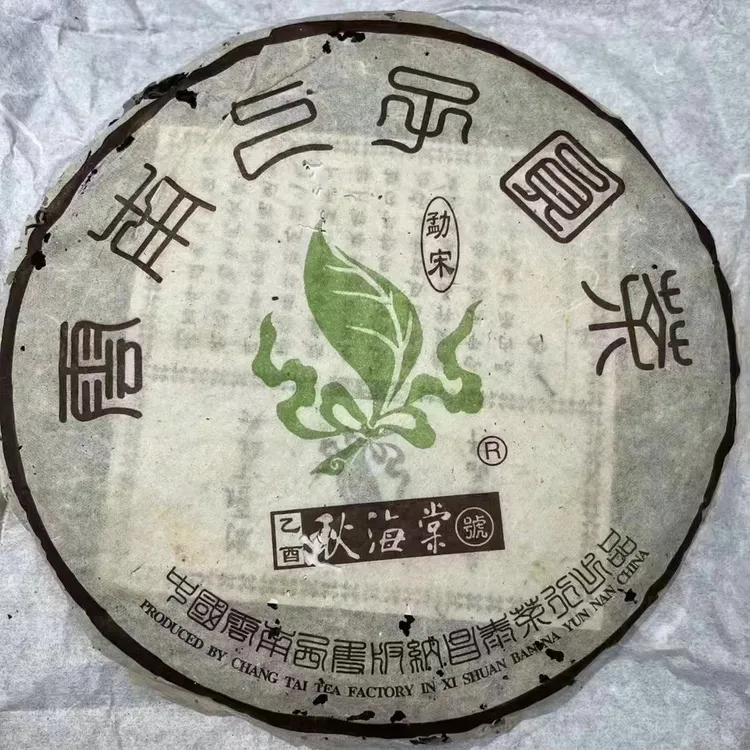 雲南七子圓茶
勐宋
®
乙酉 秋海棠 號
中國雲南西雙版納昌泰茶行出品
PRODUCED BY CHANG TAI TEA FACTORY IN XI SHUAN BANNA YUN NAN CHINA